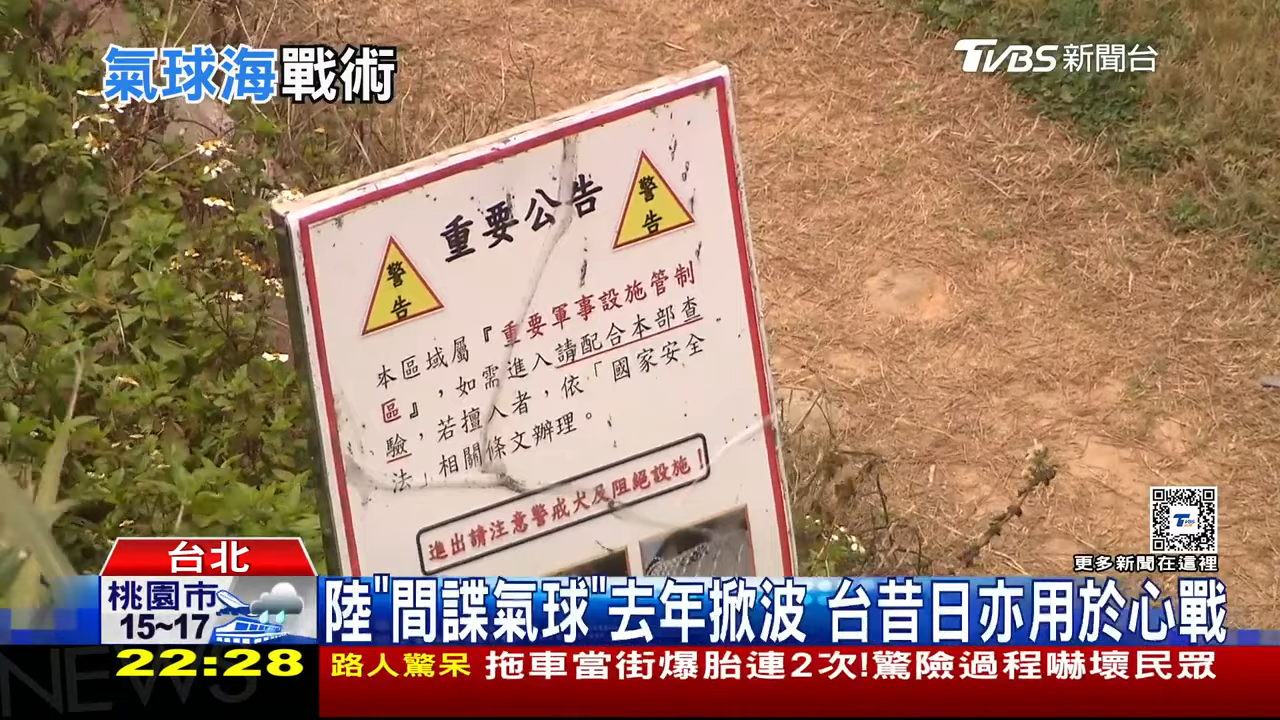 氣球海戰術
TVBS新聞台
重要公告
警告
警告
本區域屬『重要軍事設施管制
區』，如需進入請配合本部查
驗，若擅入者，依「國家安全
法」相關條文辦理。
進出請注意警戒犬及阻絕設施！
TVBS
更多新聞在這裡
台北
桃園市
15~17
陸"間諜氣球"去年掀波 台昔日亦用於心戰
NEWS
22:28
路人驚呆
拖車當街爆胎連2次!驚險過程嚇壞民眾